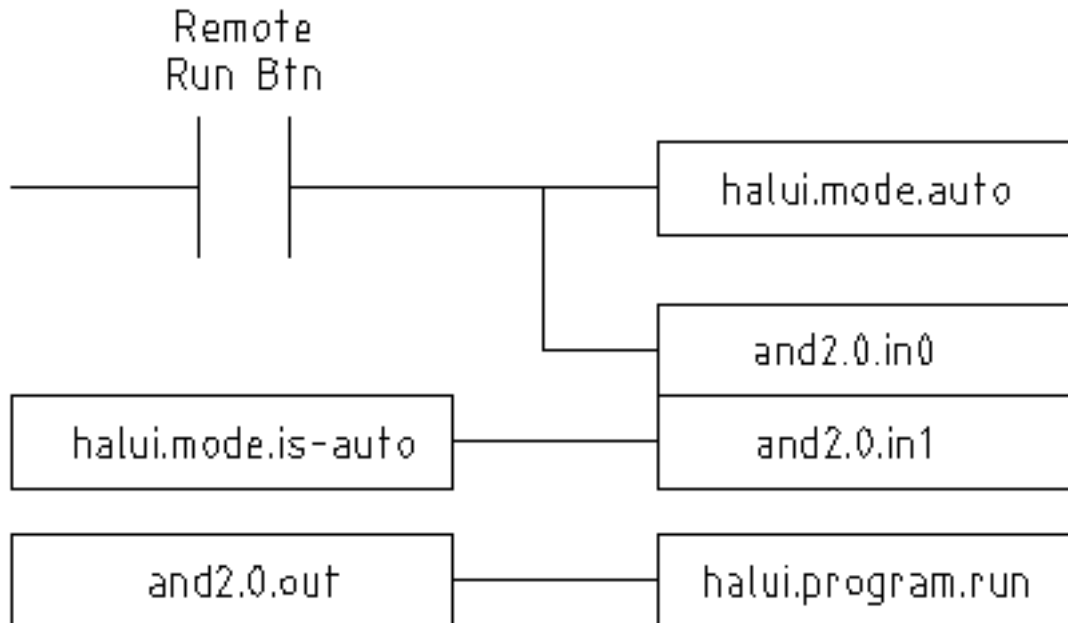 Remote
Run Btn
halui.mode.auto
and2.0.in0
halui.mode.is-auto
and2.0.in1
and2.0.out
halui.program.run